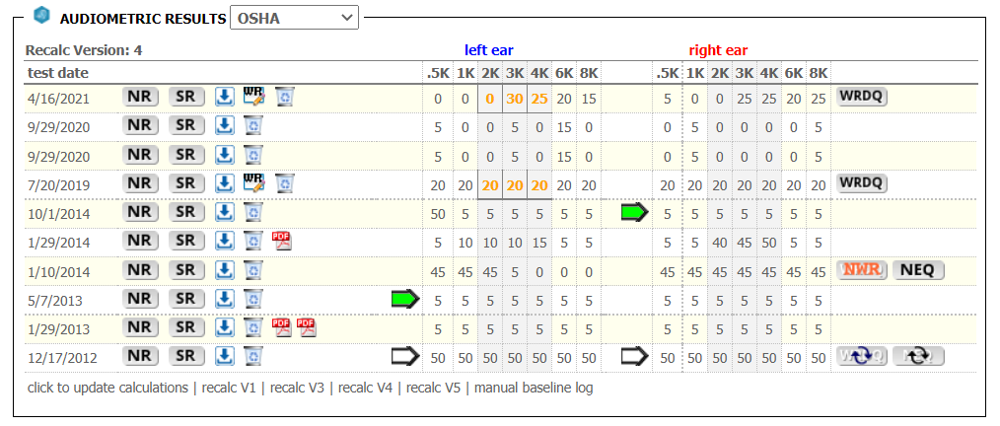 AUDIOMETRIC RESULTS OSHA
Recalc Version: 4 left ear right ear
test date .5K 1K 2K 3K 4K 6K 8K .5K 1K 2K 3K 4K 6K 8K
4/16/2021 NR SR WR 0 0 0 30 25 20 15 5 0 0 25 25 20 25 WRDQ
9/29/2020 NR SR 5 0 0 5 0 15 0 0 5 0 0 0 0 5
9/29/2020 NR SR 5 0 0 5 0 15 0 0 5 0 0 0 0 5
7/20/2019 NR SR WR 20 20 20 20 20 20 20 20 20 20 20 20 20 20 WRDQ
10/1/2014 NR SR 50 5 5 5 5 5 5 5 5 5 5 5 5 5
1/29/2014 NR SR PDF 5 10 10 10 15 5 5 5 5 40 45 50 5 5
1/10/2014 NR SR 45 45 45 5 0 0 0 45 45 45 45 45 45 45 NWR NEQ
5/7/2013 NR SR 5 5 5 5 5 5 5 5 5 5 5 5 5 5
1/29/2013 NR SR PDF PDF 5 5 5 5 5 5 5 5 5 5 5 5 5 5
12/17/2012 NR SR 50 50 50 50 50 50 50 50 50 50 50 50 50 50
click to update calculations | recalc V1 | recalc V3 | recalc V4 | recalc V5 | manual baseline log